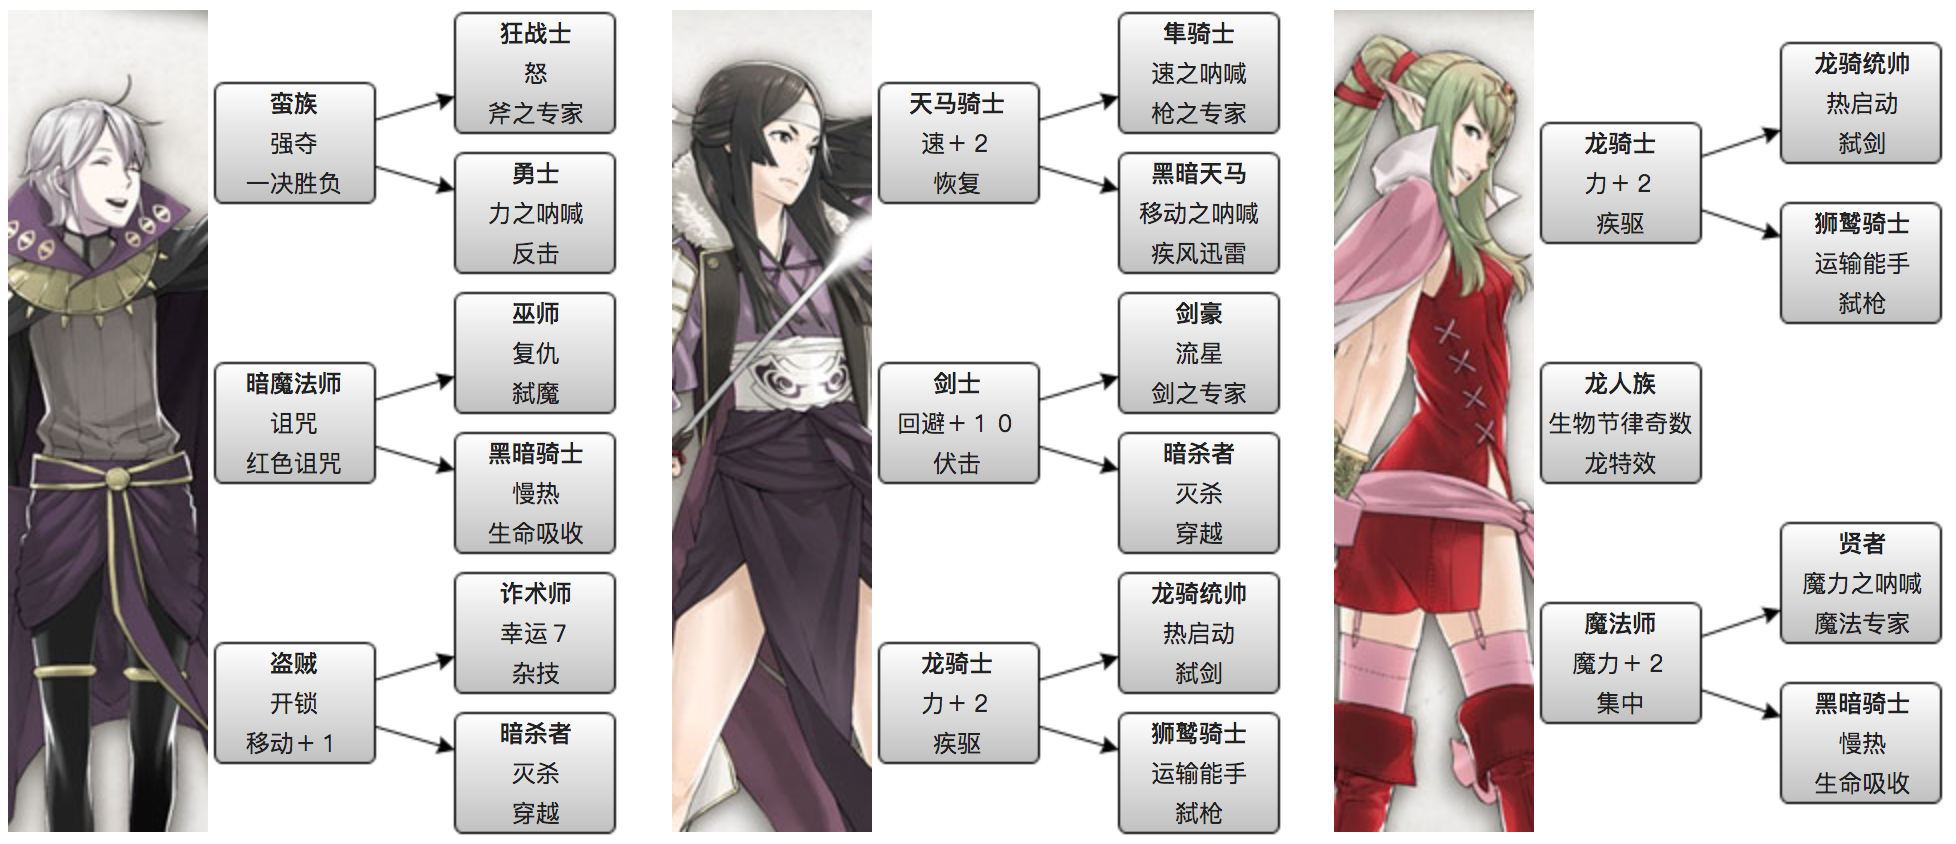 蛮族
强夺
一决胜负
狂战士
怒
斧之专家
勇士
力之呐喊
反击
暗魔法师
诅咒
红色诅咒
巫师
复仇
弑魔
黑暗骑士
慢热
生命吸收
盗贼
开锁
移动＋１
诈术师
幸运７
杂技
暗杀者
灭杀
穿越
天马骑士
速＋２
恢复
隼骑士
速之呐喊
枪之专家
黑暗天马
移动之呐喊
疾风迅雷
剑士
回避＋１０
伏击
剑豪
流星
剑之专家
暗杀者
灭杀
穿越
龙骑士
力＋２
疾驱
龙骑统帅
热启动
弑剑
狮鹫骑士
运输能手
弑枪
龙骑士
力＋２
疾驱
龙骑统帅
热启动
弑剑
狮鹫骑士
运输能手
弑枪
龙人族
生物节律奇数
龙特效
魔法师
魔力＋２
集中
贤者
魔力之呐喊
魔法专家
黑暗骑士
慢热
生命吸收